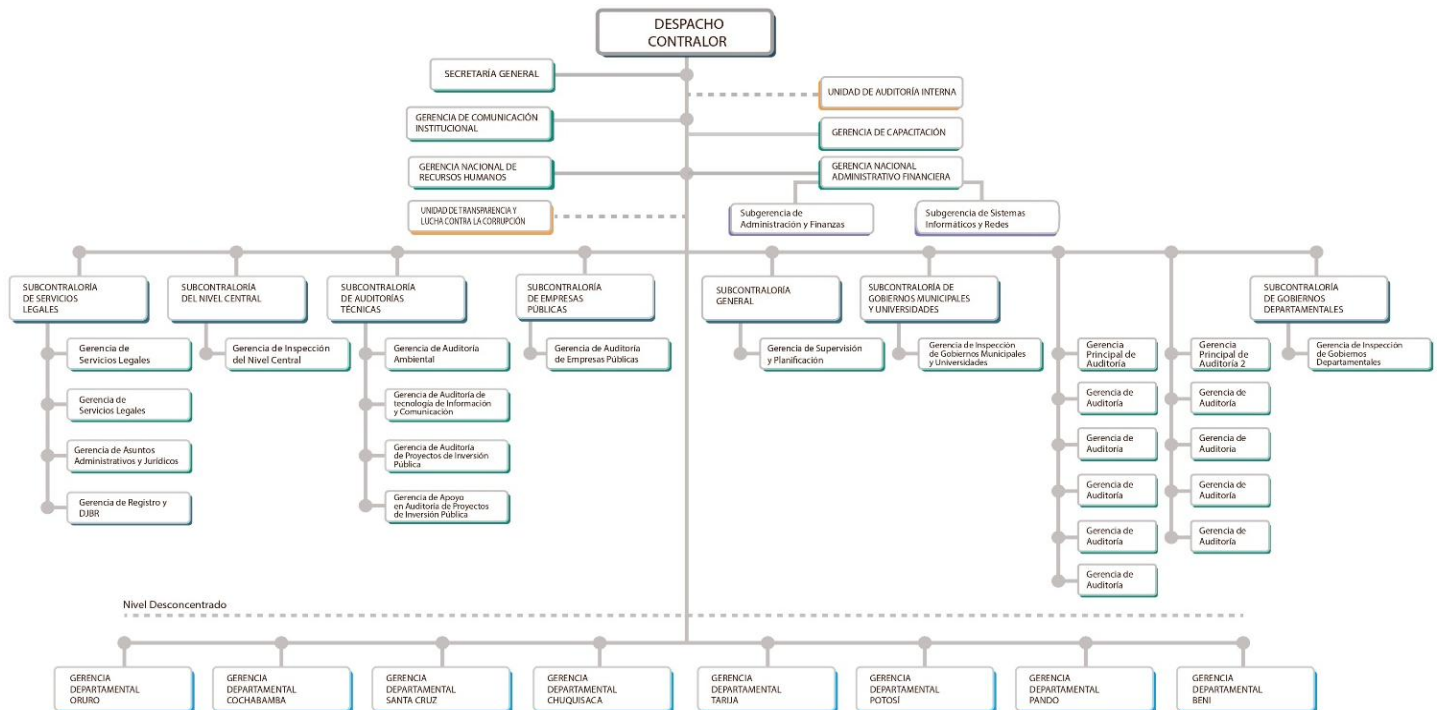 DESPACHO
CONTRALOR
SECRETARÍA GENERAL
UNIDAD DE AUDITORÍA INTERNA
GERENCIA DE COMUNICACIÓN
INSTITUCIONAL
GERENCIA DE CAPACITACIÓN
GERENCIA NACIONAL DE
RECURSOS HUMANOS
GERENCIA NACIONAL
ADMINISTRATIVO FINANCIERA
UNIDAD DE TRANSPARENCIA Y
LUCHA CONTRA LA CORRUPCIÓN
Subgerencia de
Administración y Finanzas
Subgerencia de Sistemas
Informáticos y Redes
SUBCONTRALORÍA
DE SERVICIOS
LEGALES
Gerencia de
Servicios Legales
Gerencia de
Servicios Legales
Gerencia de Asuntos
Administrativos y Jurídicos
Gerencia de Registro y
DJBR
SUBCONTRALORÍA
DEL NIVEL CENTRAL
Gerencia de Inspección
del Nivel Central
SUBCONTRALORÍA
DE AUDITORÍAS
TÉCNICAS
Gerencia de Auditoría
Ambiental
Gerencia de Auditoría de
tecnología de Información
y Comunicación
Gerencia de Auditoría
de Proyectos de Inversión
Pública
Gerencia de Apoyo
en Auditoría de Proyectos
de Inversión Pública
SUBCONTRALORÍA
DE EMPRESAS
PÚBLICAS
Gerencia de Auditoría
de Empresas Públicas
SUBCONTRALORÍA
GENERAL
Gerencia de Supervisión
y Planificación
SUBCONTRALORÍA DE
GOBIERNOS MUNICIPALES
Y UNIVERSIDADES
Gerencia de Inspección
de Gobiernos Municipales
y Universidades
Gerencia
Principal de
Auditoría
Gerencia de
Auditoría
Gerencia de
Auditoría
Gerencia de
Auditoría
Gerencia de
Auditoría
Gerencia de
Auditoría
Gerencia
Principal de
Auditoría 2
Gerencia de
Auditoría
Gerencia de
Auditoría
Gerencia de
Auditoría
Gerencia de
Auditoría
SUBCONTRALORÍA
DE GOBIERNOS
DEPARTAMENTALES
Gerencia de Inspección
de Gobiernos
Departamentales
Nivel Desconcentrado
GERENCIA
DEPARTAMENTAL
ORURO
GERENCIA
DEPARTAMENTAL
COCHABAMBA
GERENCIA
DEPARTAMENTAL
SANTA CRUZ
GERENCIA
DEPARTAMENTAL
CHUQUISACA
GERENCIA
DEPARTAMENTAL
TARIJA
GERENCIA
DEPARTAMENTAL
POTOSÍ
GERENCIA
DEPARTAMENTAL
PANDO
GERENCIA
DEPARTAMENTAL
BENI